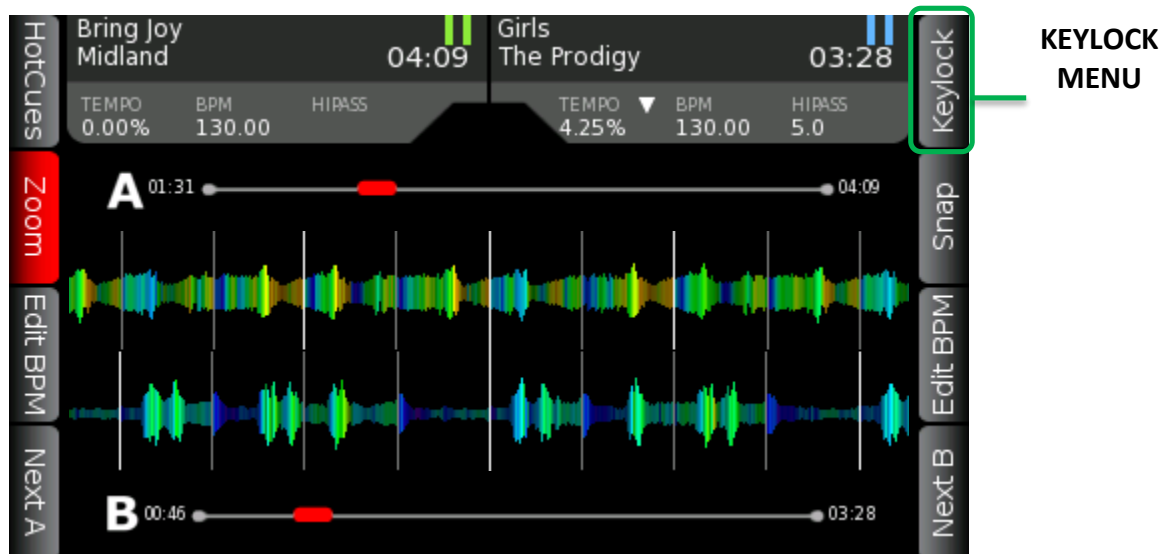 HotCues
Bring Joy
Midland
04:09
Girls
The Prodigy
03:28
Keylock
KEYLOCK
MENU
TEMPO
0.00%
BPM
130.00
HIPASS
TEMPO
4.25%
BPM
130.00
HIPASS
5.0
Zoom
A 01:31
04:09
Snap
Edit BPM
Edit BPM
Next A
B 00:46
03:28
Next B